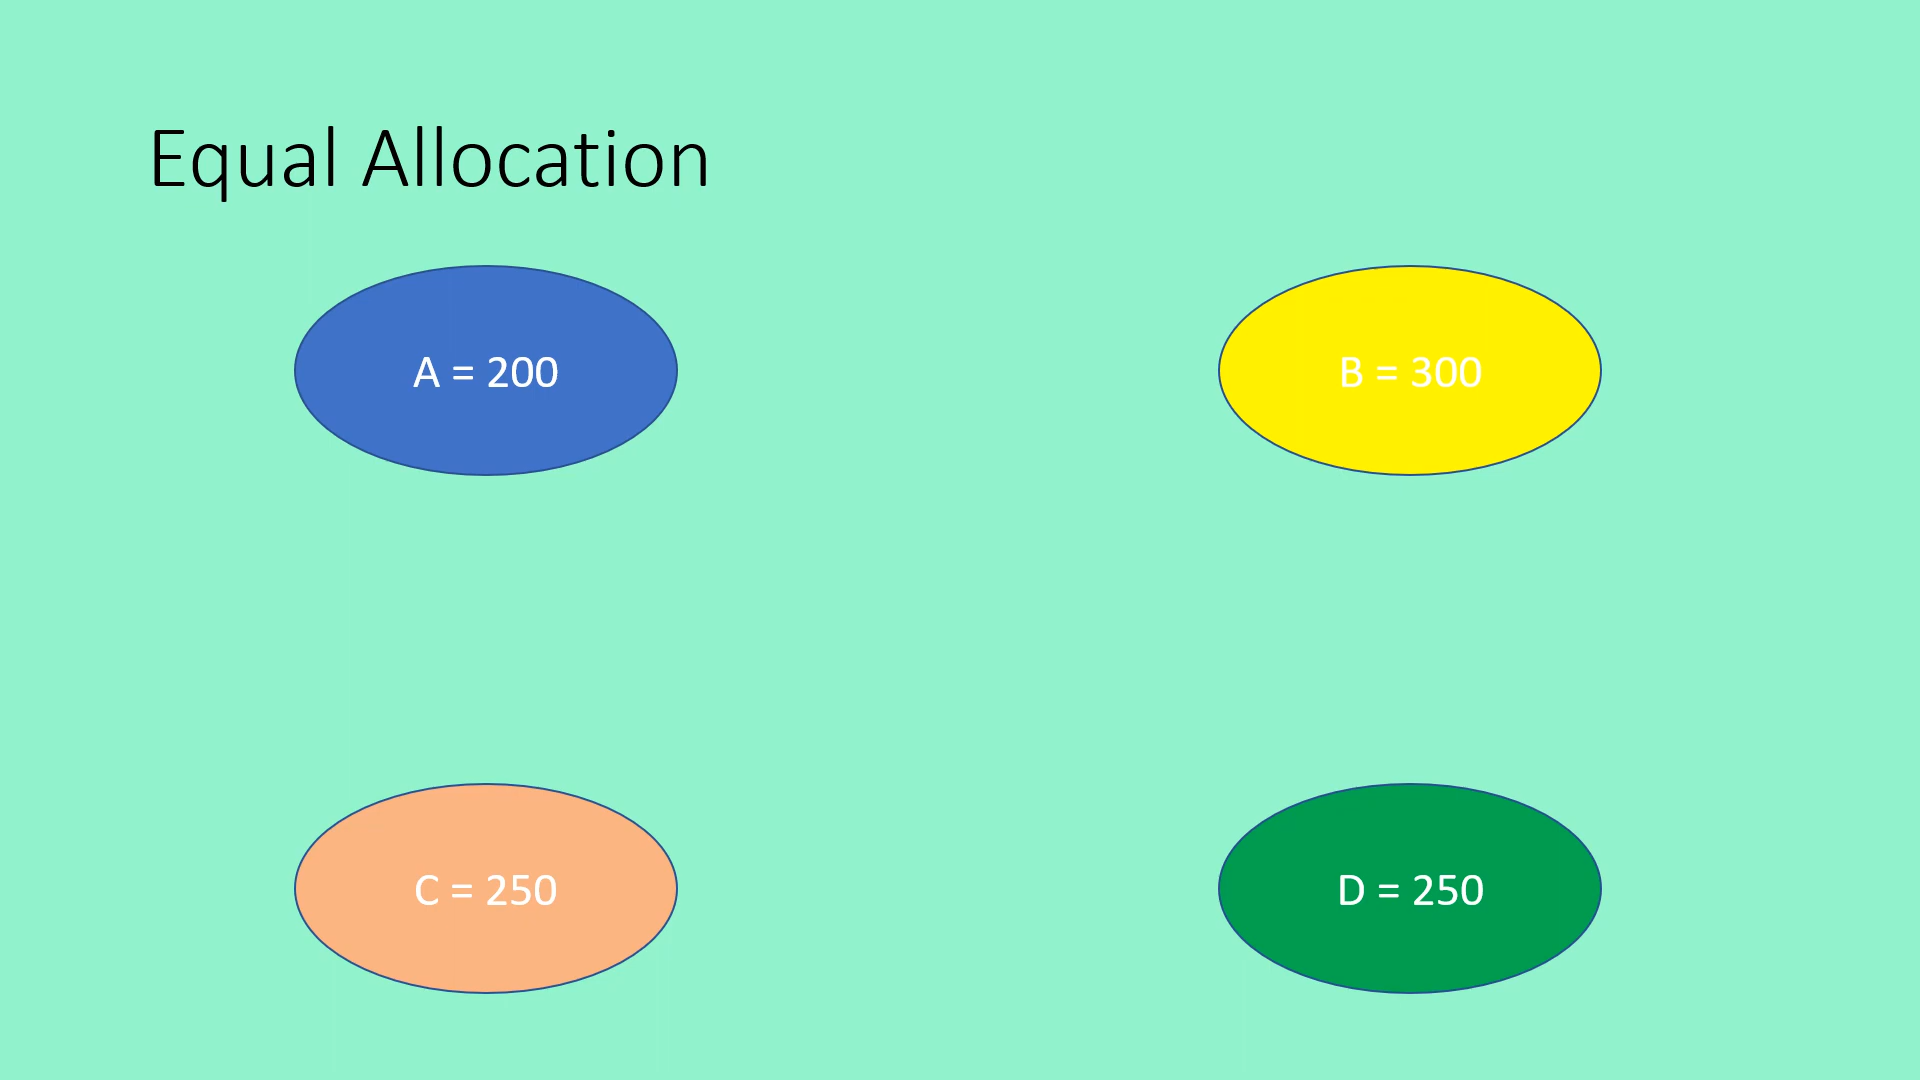 Equal Allocation
A = 200
B = 300
C = 250
D = 250